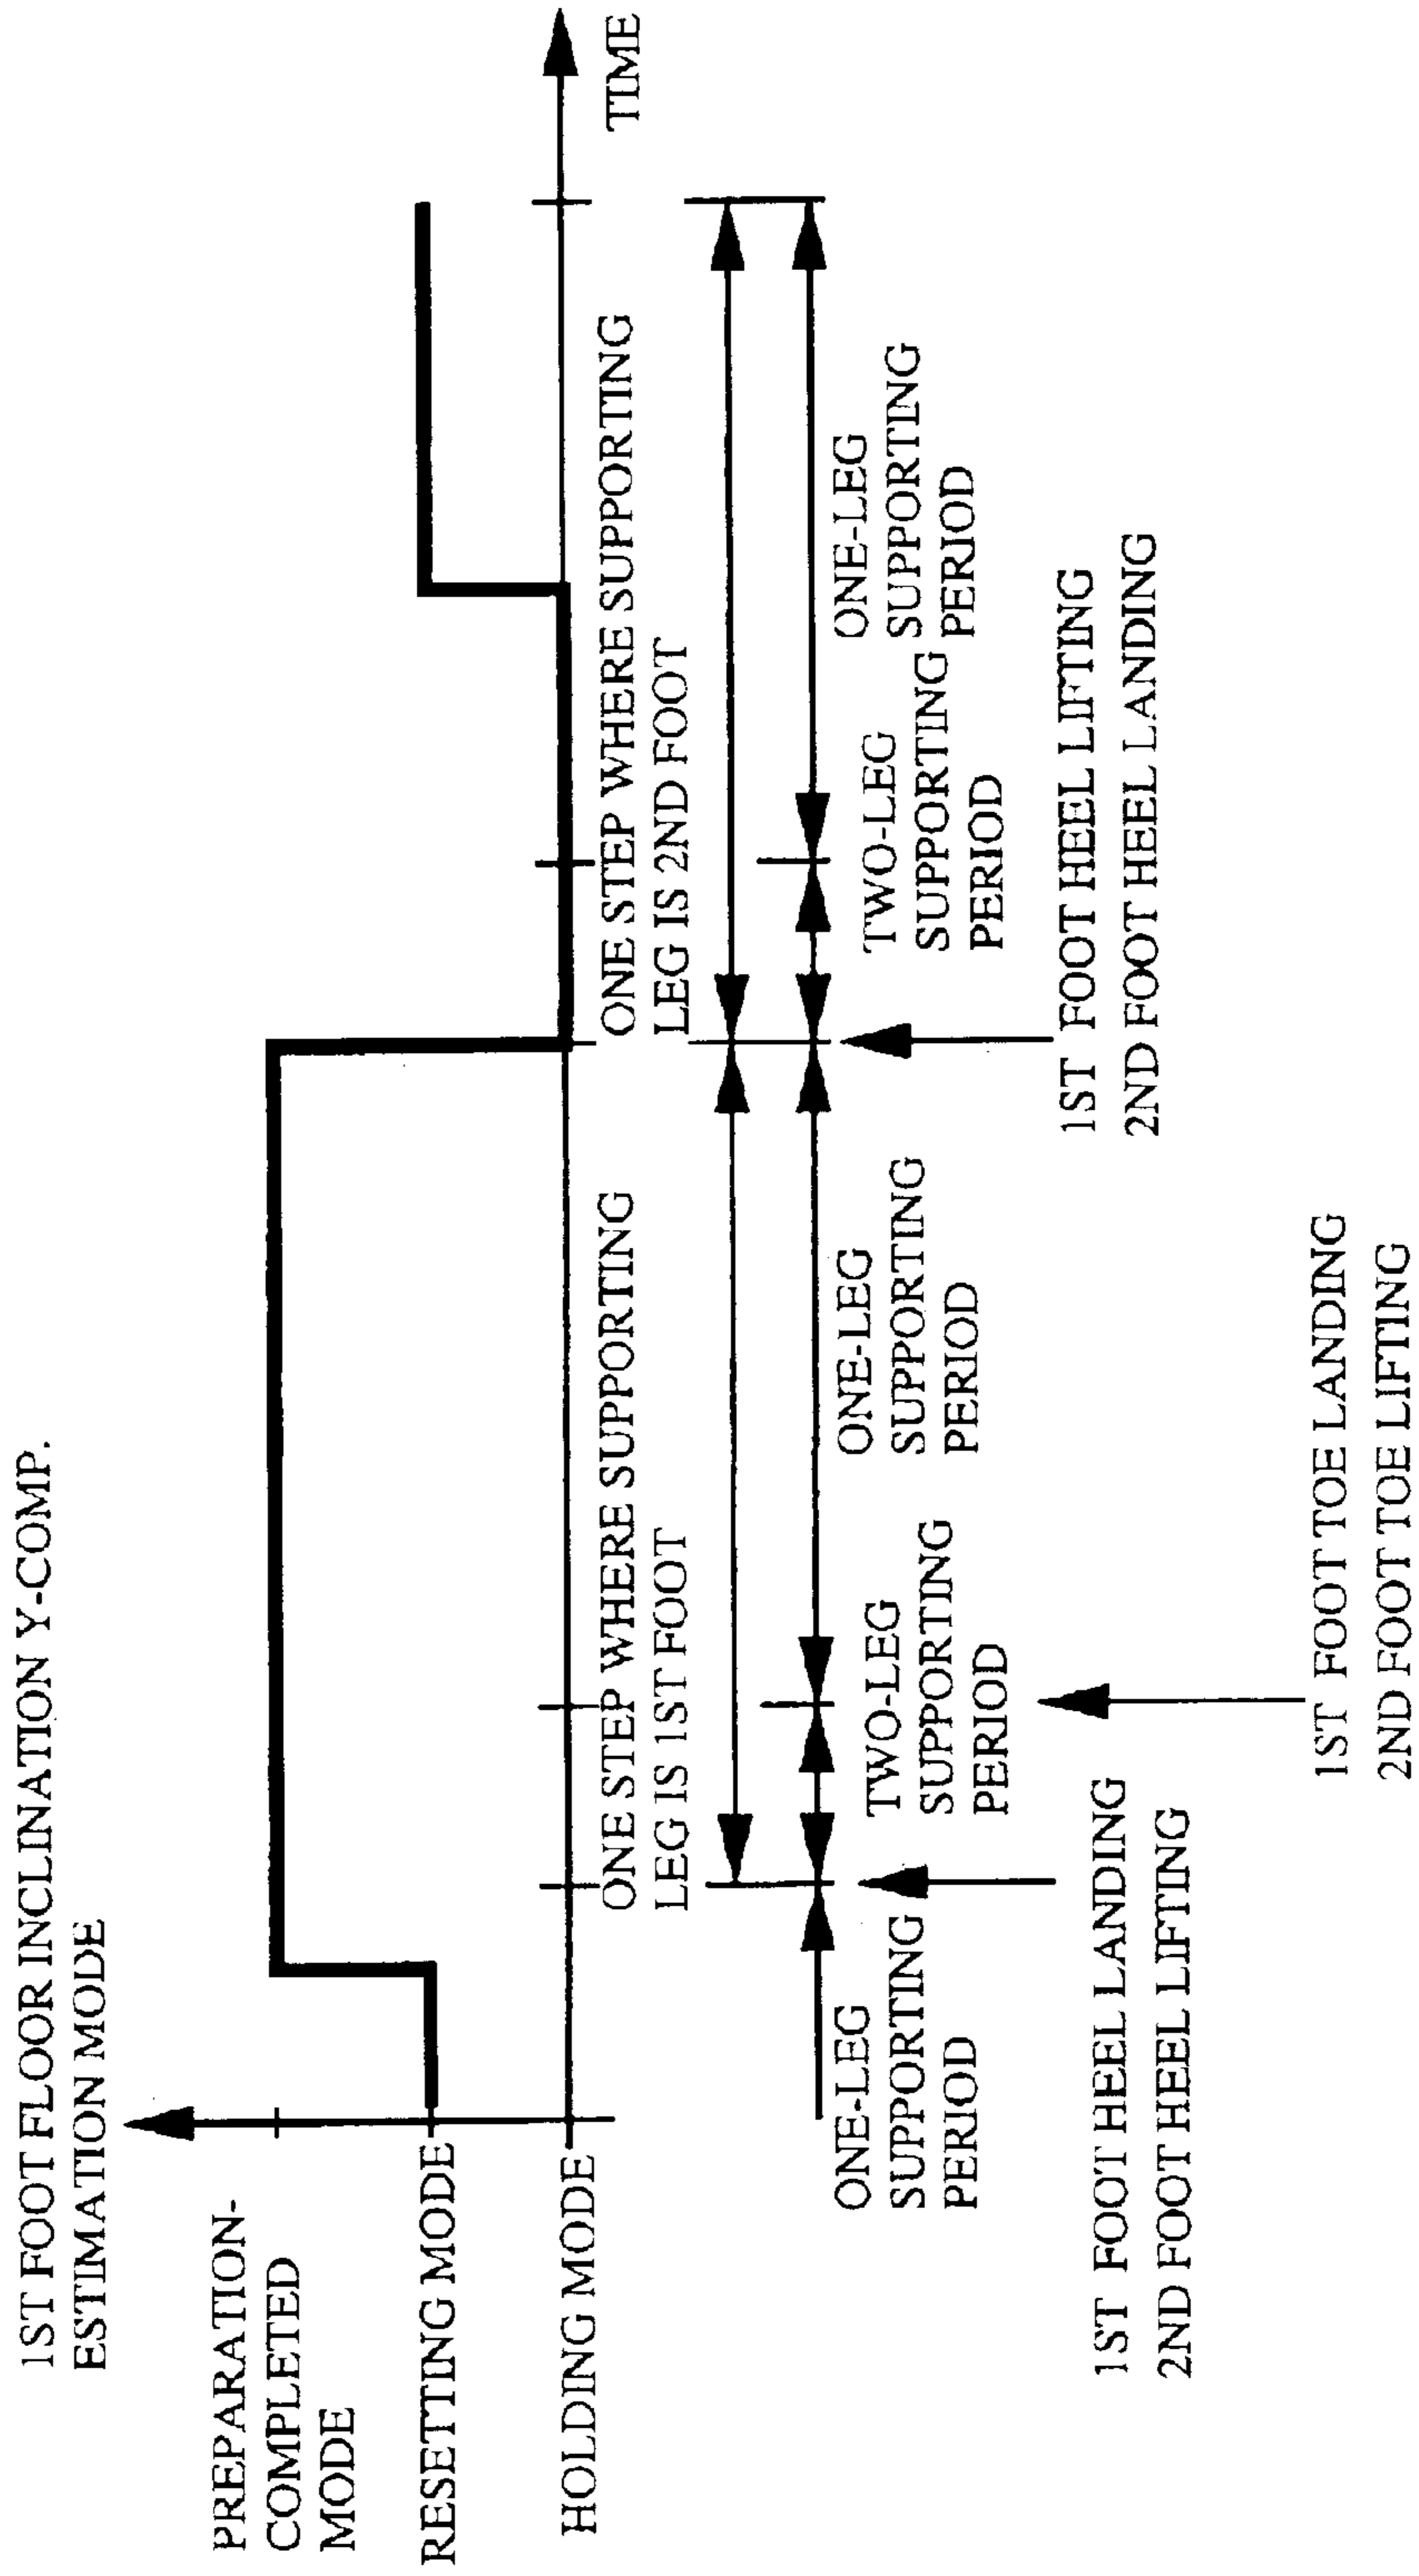 1ST FOOT FLOOR INCLINATION Y-COMP.
ESTIMATION MODE
PREPARATION-
COMPLETED
MODE
RESETTING MODE
HOLDING MODE
TIME
ONE STEP WHERE SUPPORTING
LEG IS 1ST FOOT
ONE STEP WHERE SUPPORTING
LEG IS 2ND FOOT
ONE-LEG
SUPPORTING
PERIOD
TWO-LEG
SUPPORTING
PERIOD
ONE-LEG
SUPPORTING
PERIOD
TWO-LEG
SUPPORTING
PERIOD
ONE-LEG
SUPPORTING
PERIOD
1ST FOOT HEEL LANDING
2ND FOOT HEEL LIFTING
1ST FOOT HEEL LIFTING
2ND FOOT HEEL LANDING
1ST FOOT TOE LANDING
2ND FOOT TOE LIFTING